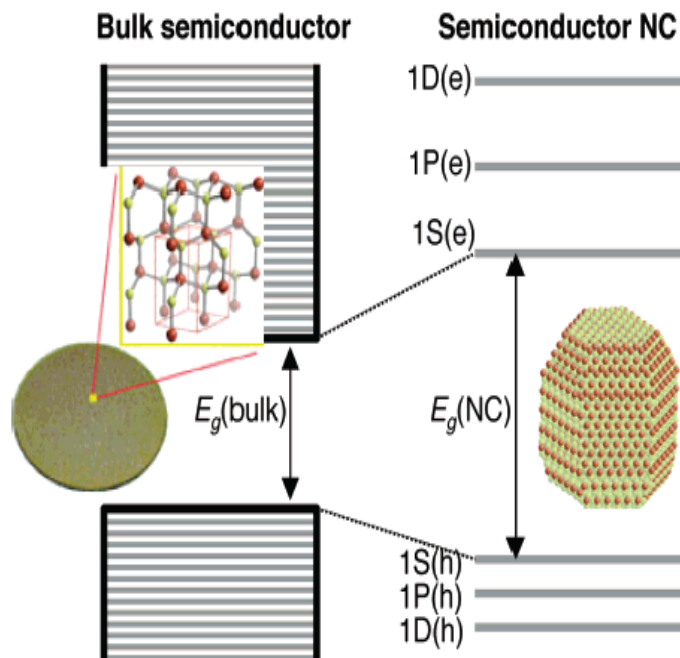 Bulk semiconductor
Semiconductor NC
1D(e)
1P(e)
1S(e)
E_g(bulk)
E_g(NC)
1S(h)
1P(h)
1D(h)